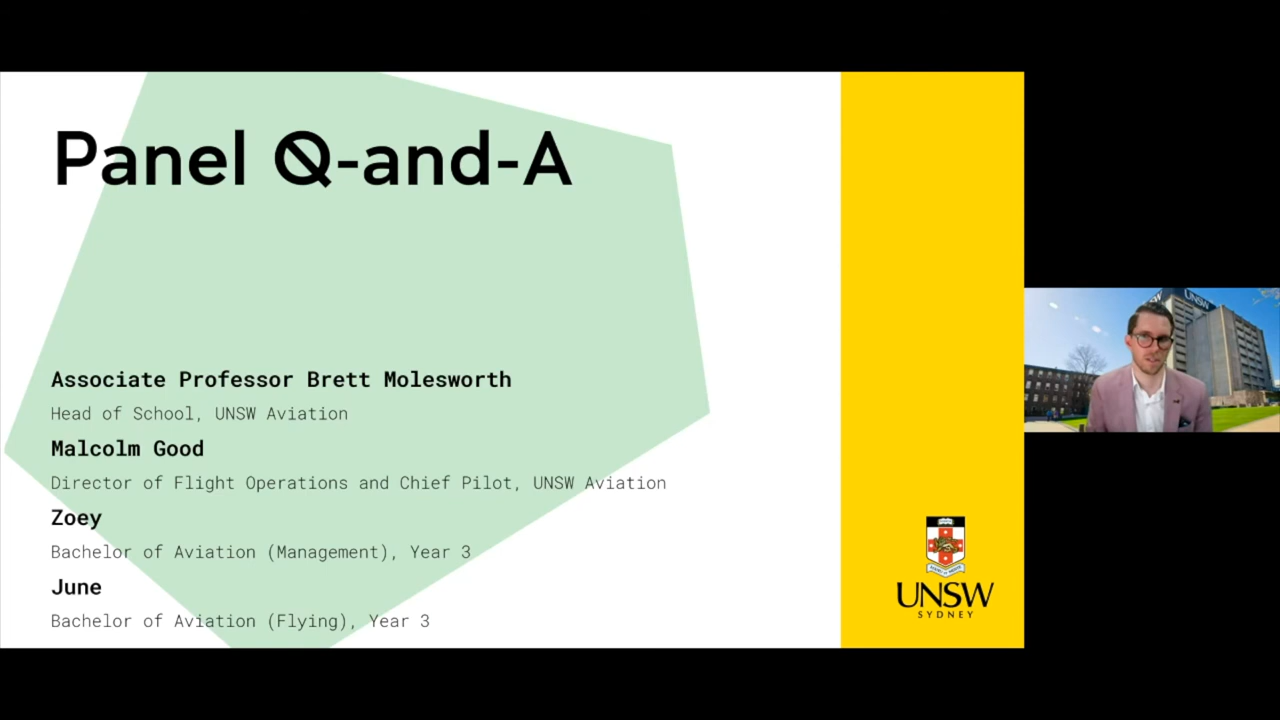 Panel Q-and-A
Associate Professor Brett Molesworth
Head of School, UNSW Aviation
Malcolm Good
Director of Flight Operations and Chief Pilot, UNSW Aviation
Zoey
Bachelor of Aviation (Management), Year 3
June
Bachelor of Aviation (Flying), Year 3
UNSW
SYDNEY
UNSW